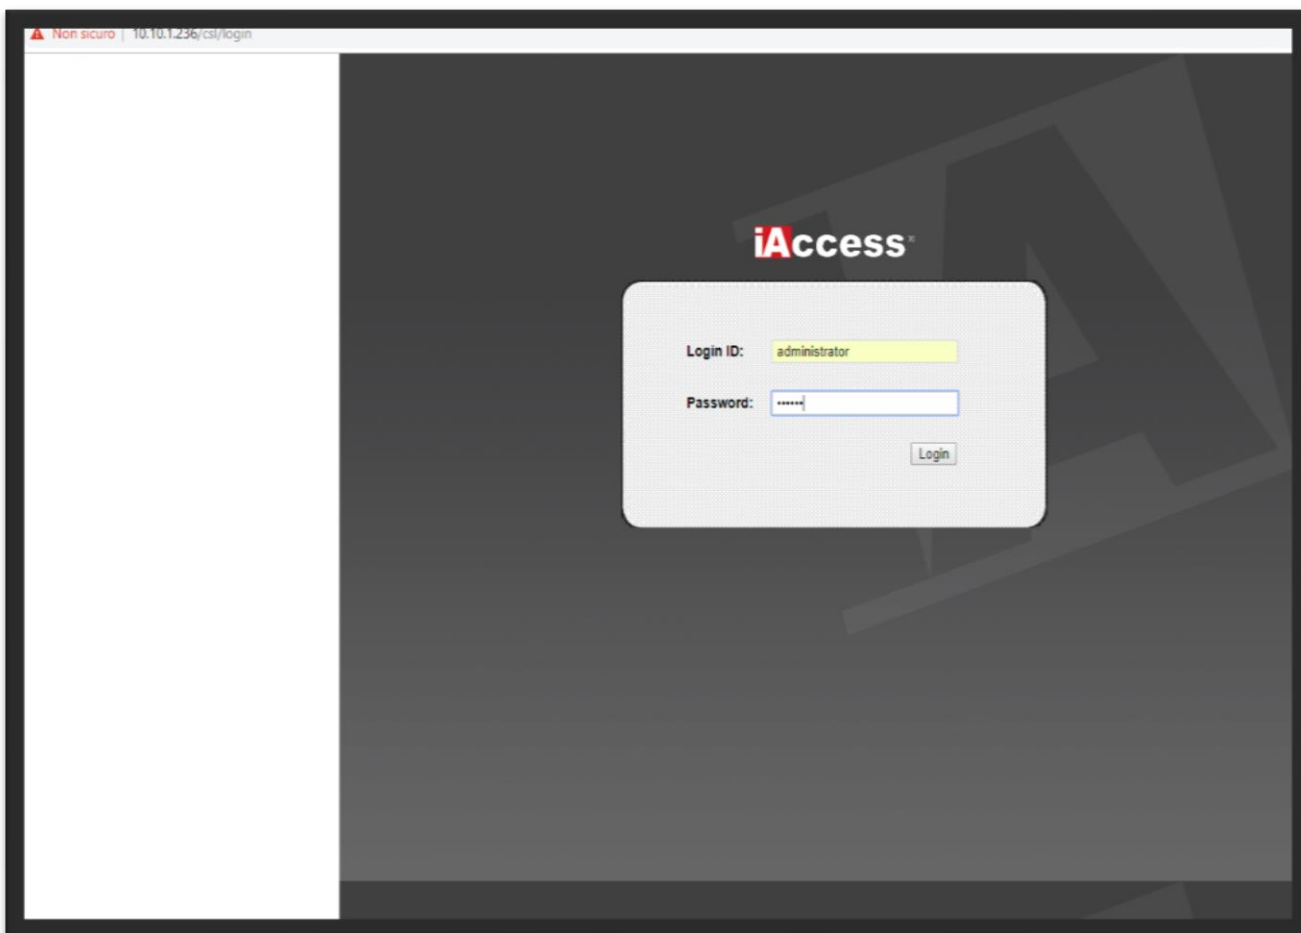 Non sicuro | 10.10.1.236/csl/login
iAccess
Login ID: administrator
Password: ••••••
Login